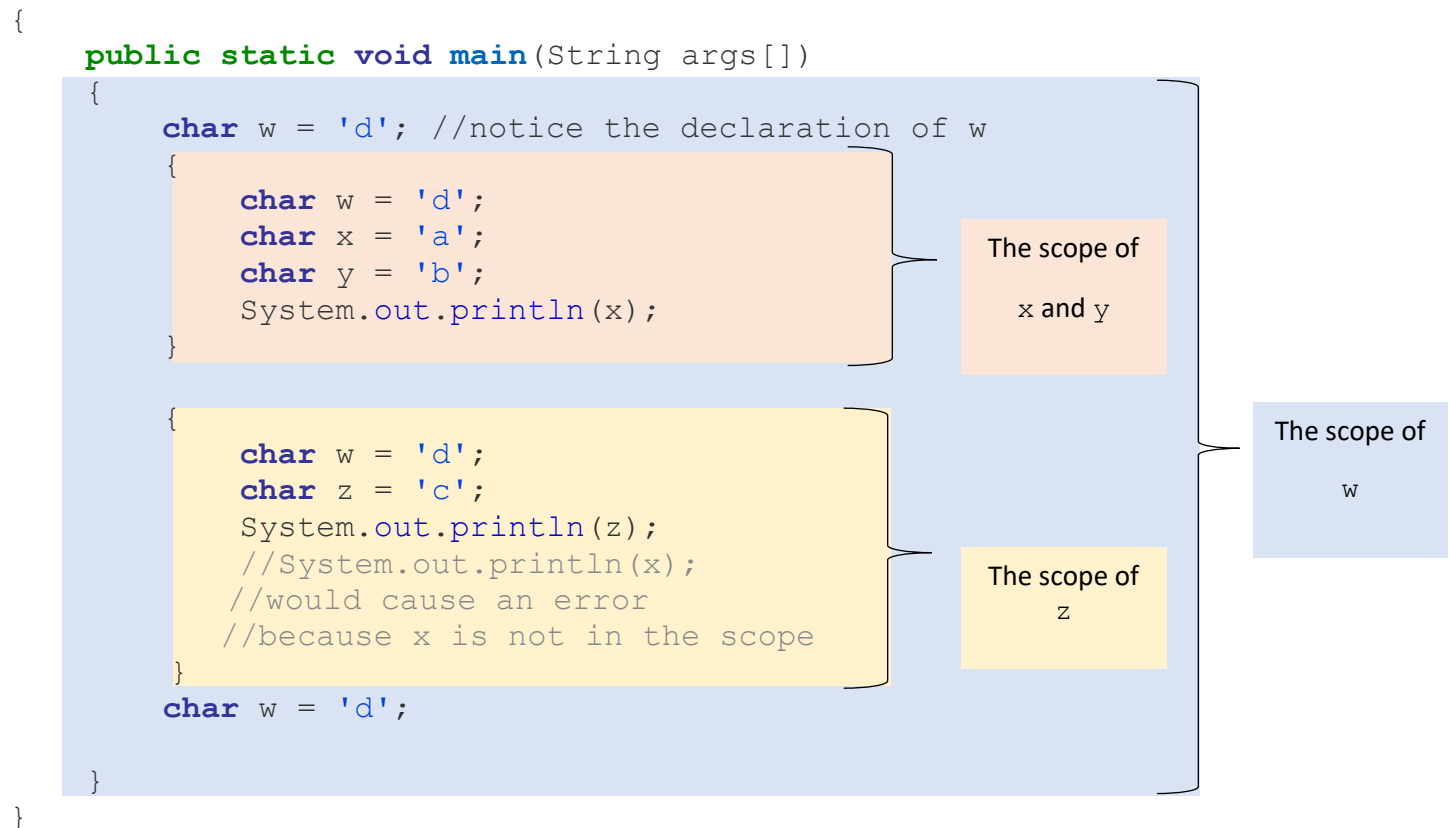 {
public static void main(String args[])
{
char w = 'd'; //notice the declaration of w
{
char w = 'd';
char x = 'a';
char y = 'b';
System.out.println(x);
}
The scope of
x and y
{
char w = 'd';
char z = 'c';
System.out.println(z);
//System.out.println(x);
//would cause an error
//because x is not in the scope
}
The scope of
z
char w = 'd';
}
The scope of
w
}